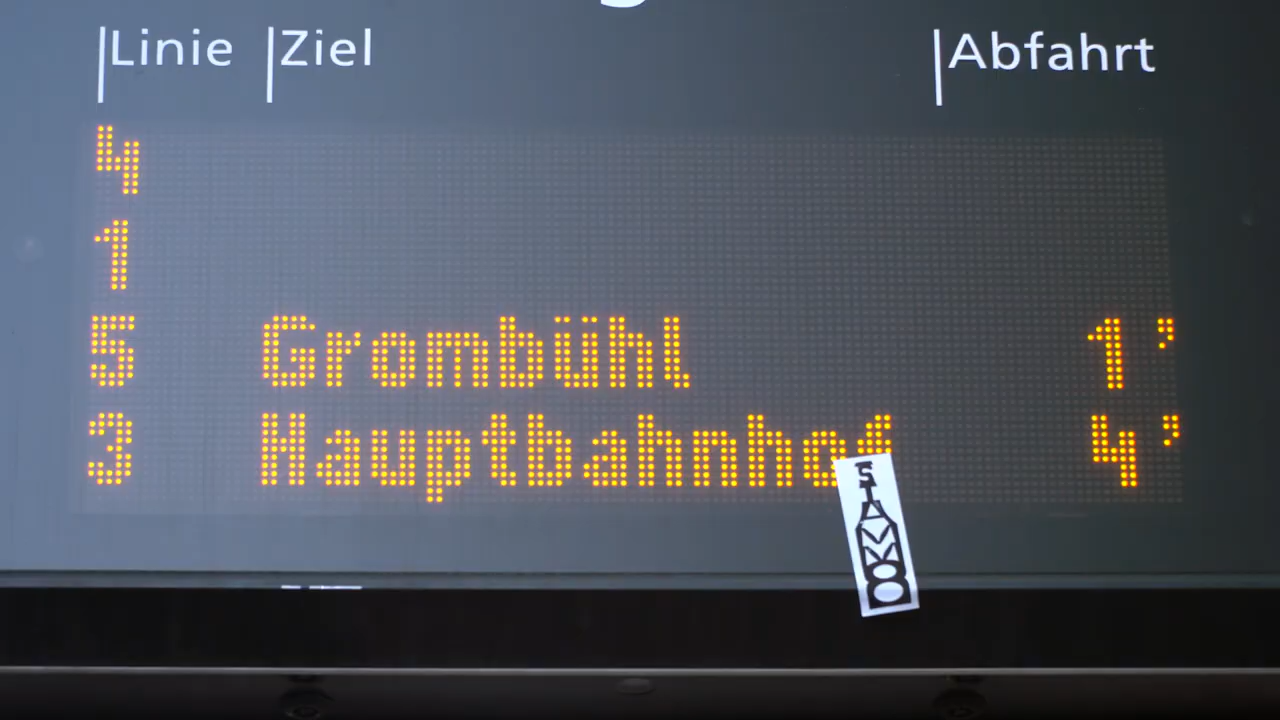 Linie Ziel Abfahrt
4
1
5 Grombühl 1'
3 Hauptbahnhof 4'